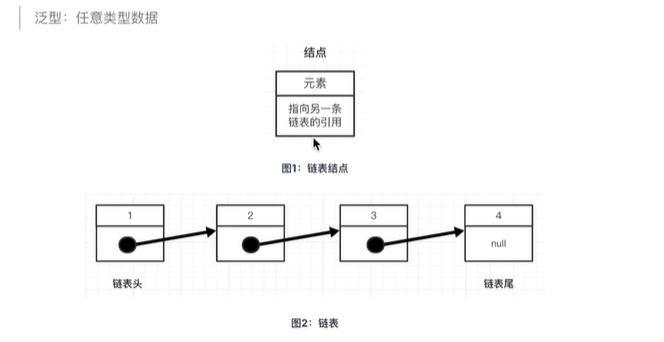 泛型：任意类型数据
结点
元素
指向另一条
链表的引用
图1：链表结点
1
2
3
4
null
链表头
链表尾
图2：链表